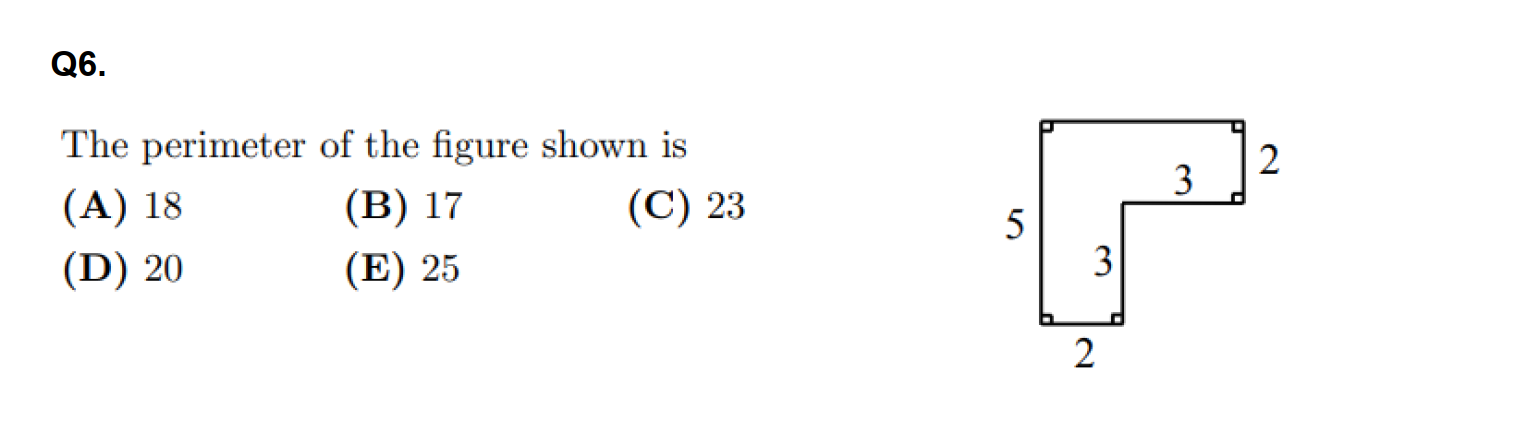 Q6.
The perimeter of the figure shown is
(A) 18 (B) 17 (C) 23
(D) 20 (E) 25
2
3
5
3
2